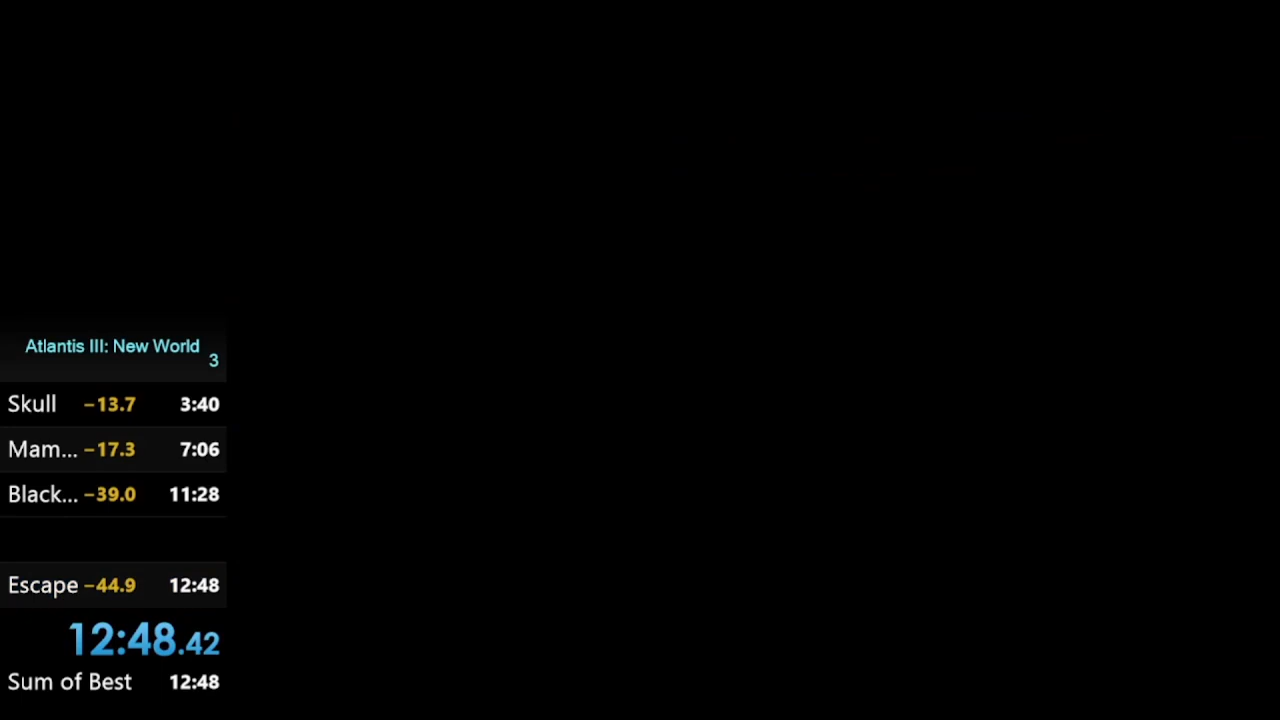 Atlantis III: New World
3
Skull −13.7 3:40
Mam... −17.3 7:06
Black... −39.0 11:28
Escape −44.9 12:48
12:48.42
Sum of Best 12:48